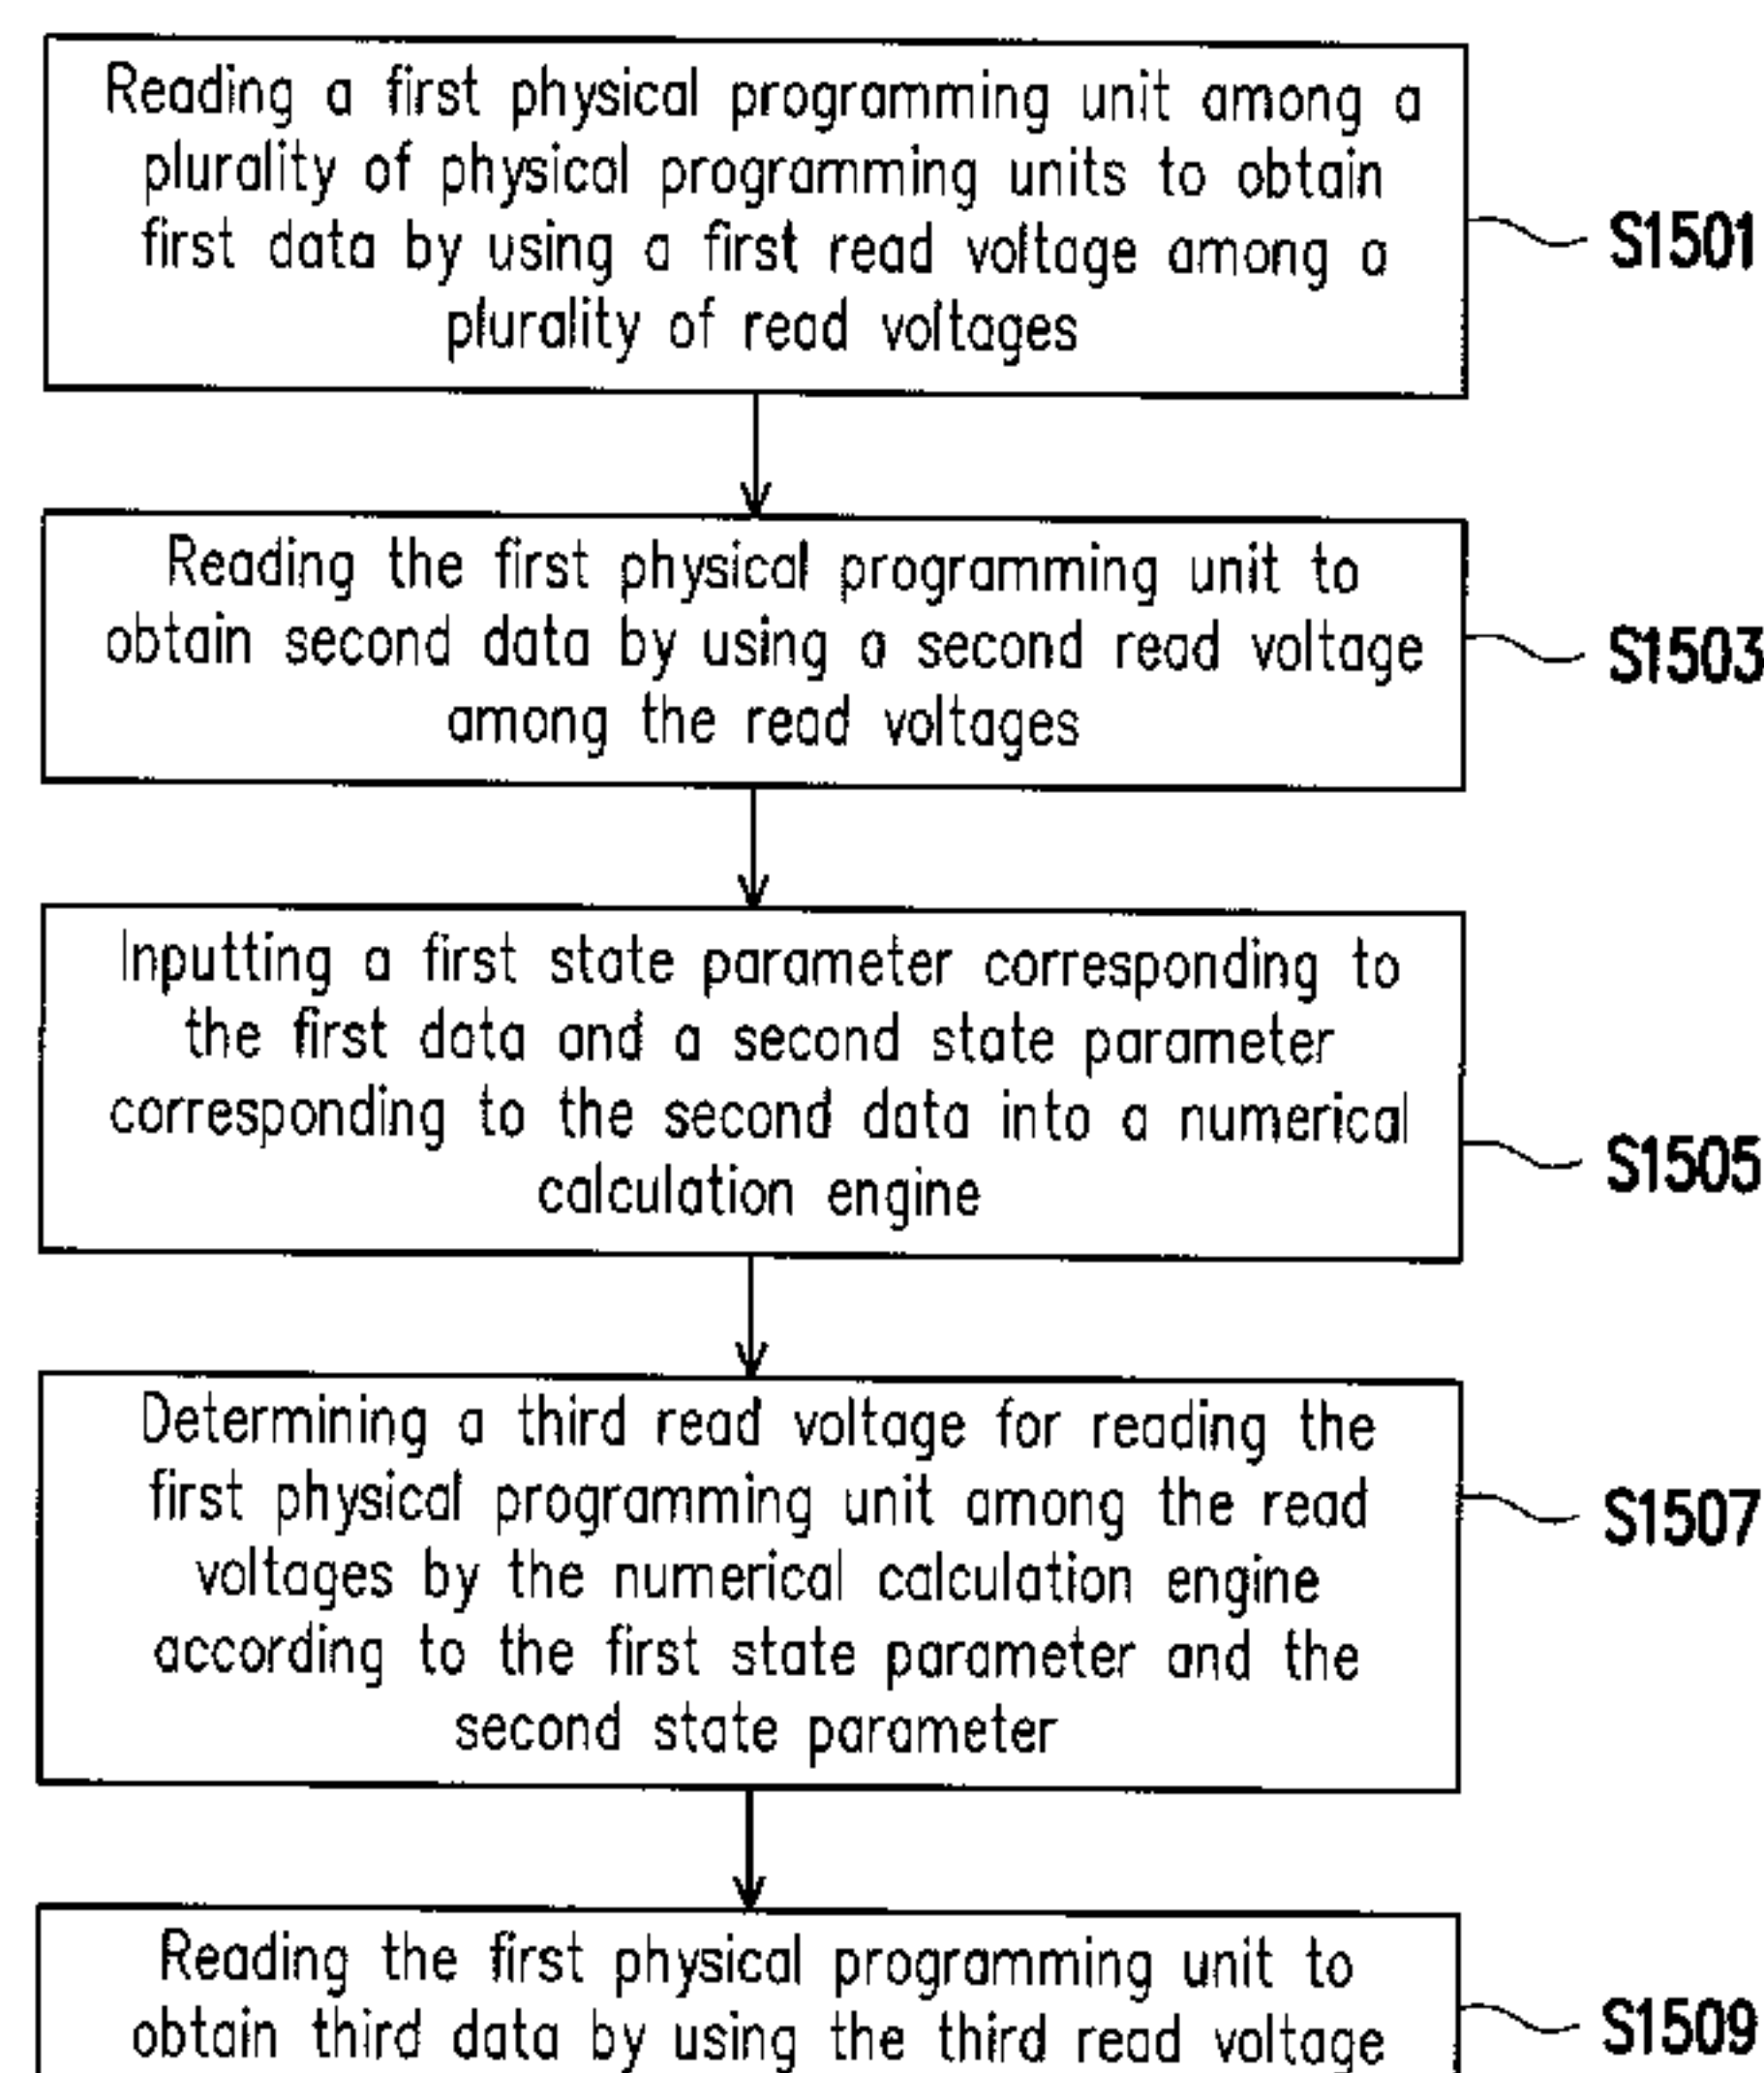 Reading a first physical programming unit among a
plurality of physical programming units to obtain
first data by using a first read voltage among a
plurality of read voltages
S1501
Reading the first physical programming unit to
obtain second data by using a second read voltage
among the read voltages
S1503
Inputting a first state parameter corresponding to
the first data and a second state parameter
corresponding to the second data into a numerical
calculation engine
S1505
Determining a third read voltage for reading the
first physical programming unit among the read
voltages by the numerical calculation engine
according to the first state parameter and the
second state parameter
S1507
Reading the first physical programming unit to
obtain third data by using the third read voltage
S1509